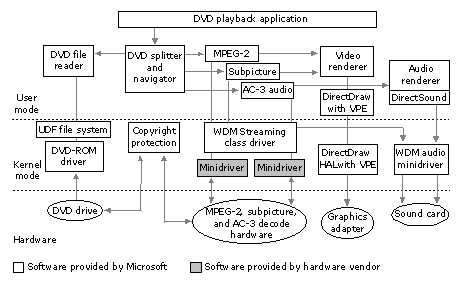 DVD playback application
DVD file
reader
DVD splitter
and
navigator
MPEG-2
Subpicture
AC-3 audio
Video
renderer
Audio
renderer
DirectSound
DirectDraw
with VPE
User
mode
UDF file system
DVD-ROM
driver
Copyright
protection
WDM Streaming
class driver
DirectDraw
HALwith VPE
WDM audio
minidriver
Kernel
mode
Minidriver
Minidriver
DVD drive
MPEG-2, subpicture,
and AC-3 decode
hardware
Graphics
adapter
Sound card
Hardware
Software provided by Microsoft
Software provided by hardware vendor